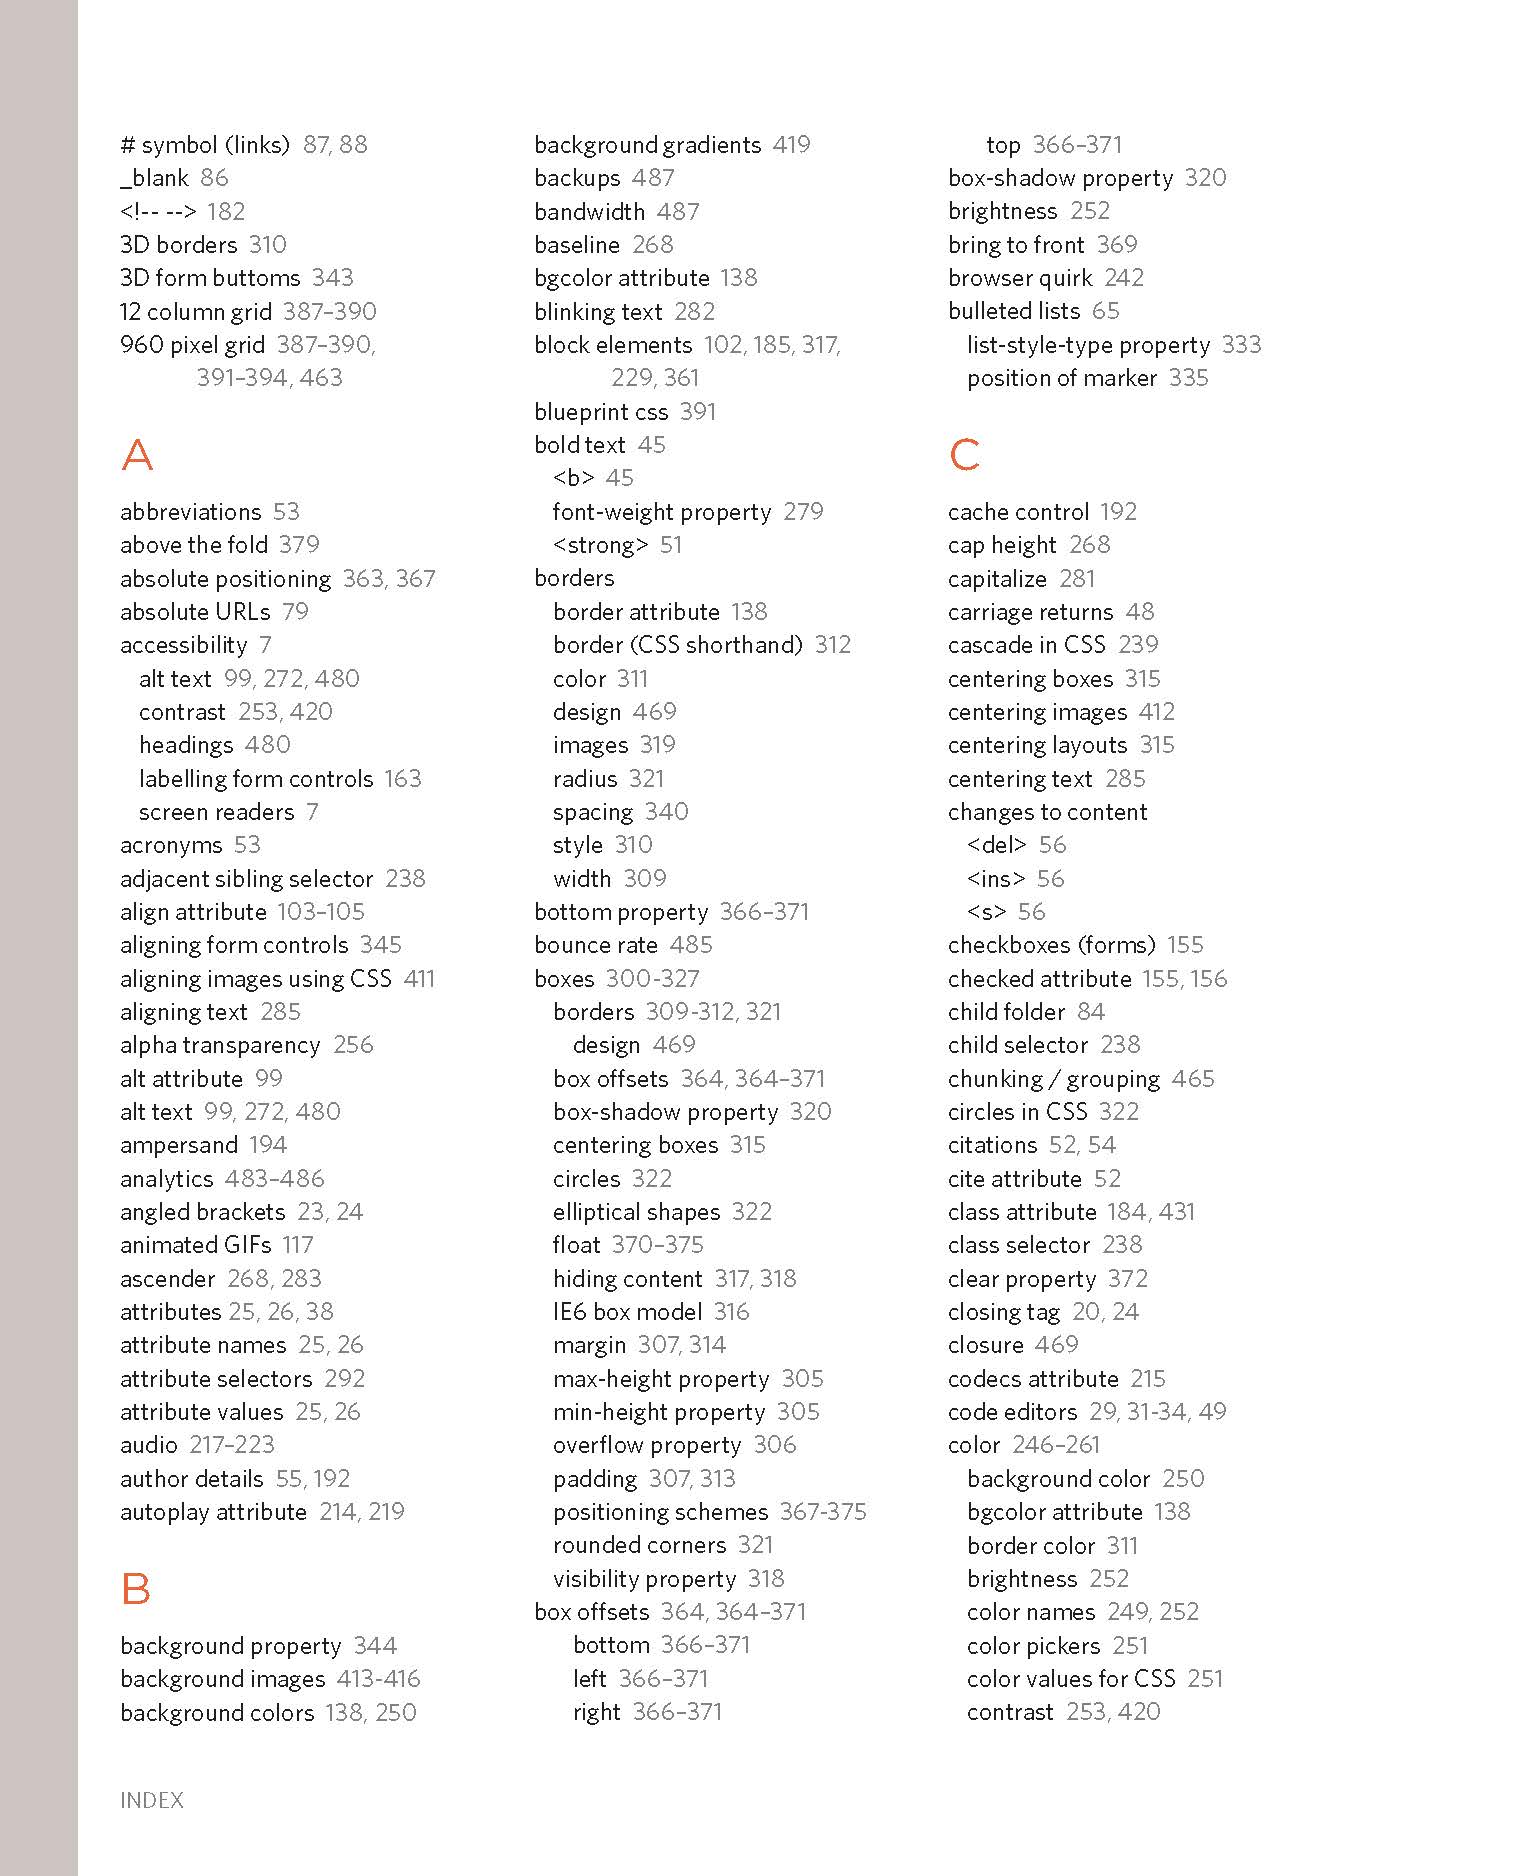 # symbol (links) 87, 88
_blank 86
<!-- --> 182
3D borders 310
3D form buttoms 343
12 column grid 387–390
960 pixel grid 387–390,
391–394, 463
A
abbreviations 53
above the fold 379
absolute positioning 363, 367
absolute URLs 79
accessibility 7
alt text 99, 272, 480
contrast 253, 420
headings 480
labelling form controls 163
screen readers 7
acronyms 53
adjacent sibling selector 238
align attribute 103–105
aligning form controls 345
aligning images using CSS 411
aligning text 285
alpha transparency 256
alt attribute 99
alt text 99, 272, 480
ampersand 194
analytics 483–486
angled brackets 23, 24
animated GIFs 117
ascender 268, 283
attributes 25, 26, 38
attribute names 25, 26
attribute selectors 292
attribute values 25, 26
audio 217–223
author details 55, 192
autoplay attribute 214, 219
B
background property 344
background images 413-416
background colors 138, 250
background gradients 419
backups 487
bandwidth 487
baseline 268
bgcolor attribute 138
blinking text 282
block elements 102, 185, 317,
229, 361
blueprint css 391
bold text 45
<b> 45
font-weight property 279
<strong> 51
borders
border attribute 138
border (CSS shorthand) 312
color 311
design 469
images 319
radius 321
spacing 340
style 310
width 309
bottom property 366–371
bounce rate 485
boxes 300-327
borders 309-312, 321
design 469
box offsets 364, 364–371
box-shadow property 320
centering boxes 315
circles 322
elliptical shapes 322
float 370–375
hiding content 317, 318
IE6 box model 316
margin 307, 314
max-height property 305
min-height property 305
overflow property 306
padding 307, 313
positioning schemes 367-375
rounded corners 321
visibility property 318
box offsets 364, 364–371
bottom 366–371
left 366–371
right 366–371
top 366–371
box-shadow property 320
brightness 252
bring to front 369
browser quirk 242
bulleted lists 65
list-style-type property 333
position of marker 335
C
cache control 192
cap height 268
capitalize 281
carriage returns 48
cascade in CSS 239
centering boxes 315
centering images 412
centering layouts 315
centering text 285
changes to content
<del> 56
<ins> 56
<s> 56
checkboxes (forms) 155
checked attribute 155, 156
child folder 84
child selector 238
chunking / grouping 465
circles in CSS 322
citations 52, 54
cite attribute 52
class attribute 184, 431
class selector 238
clear property 372
closing tag 20, 24
closure 469
codecs attribute 215
code editors 29, 31-34, 49
color 246–261
background color 250
bgcolor attribute 138
border color 311
brightness 252
color names 249, 252
color pickers 251
color values for CSS 251
contrast 253, 420
INDEX